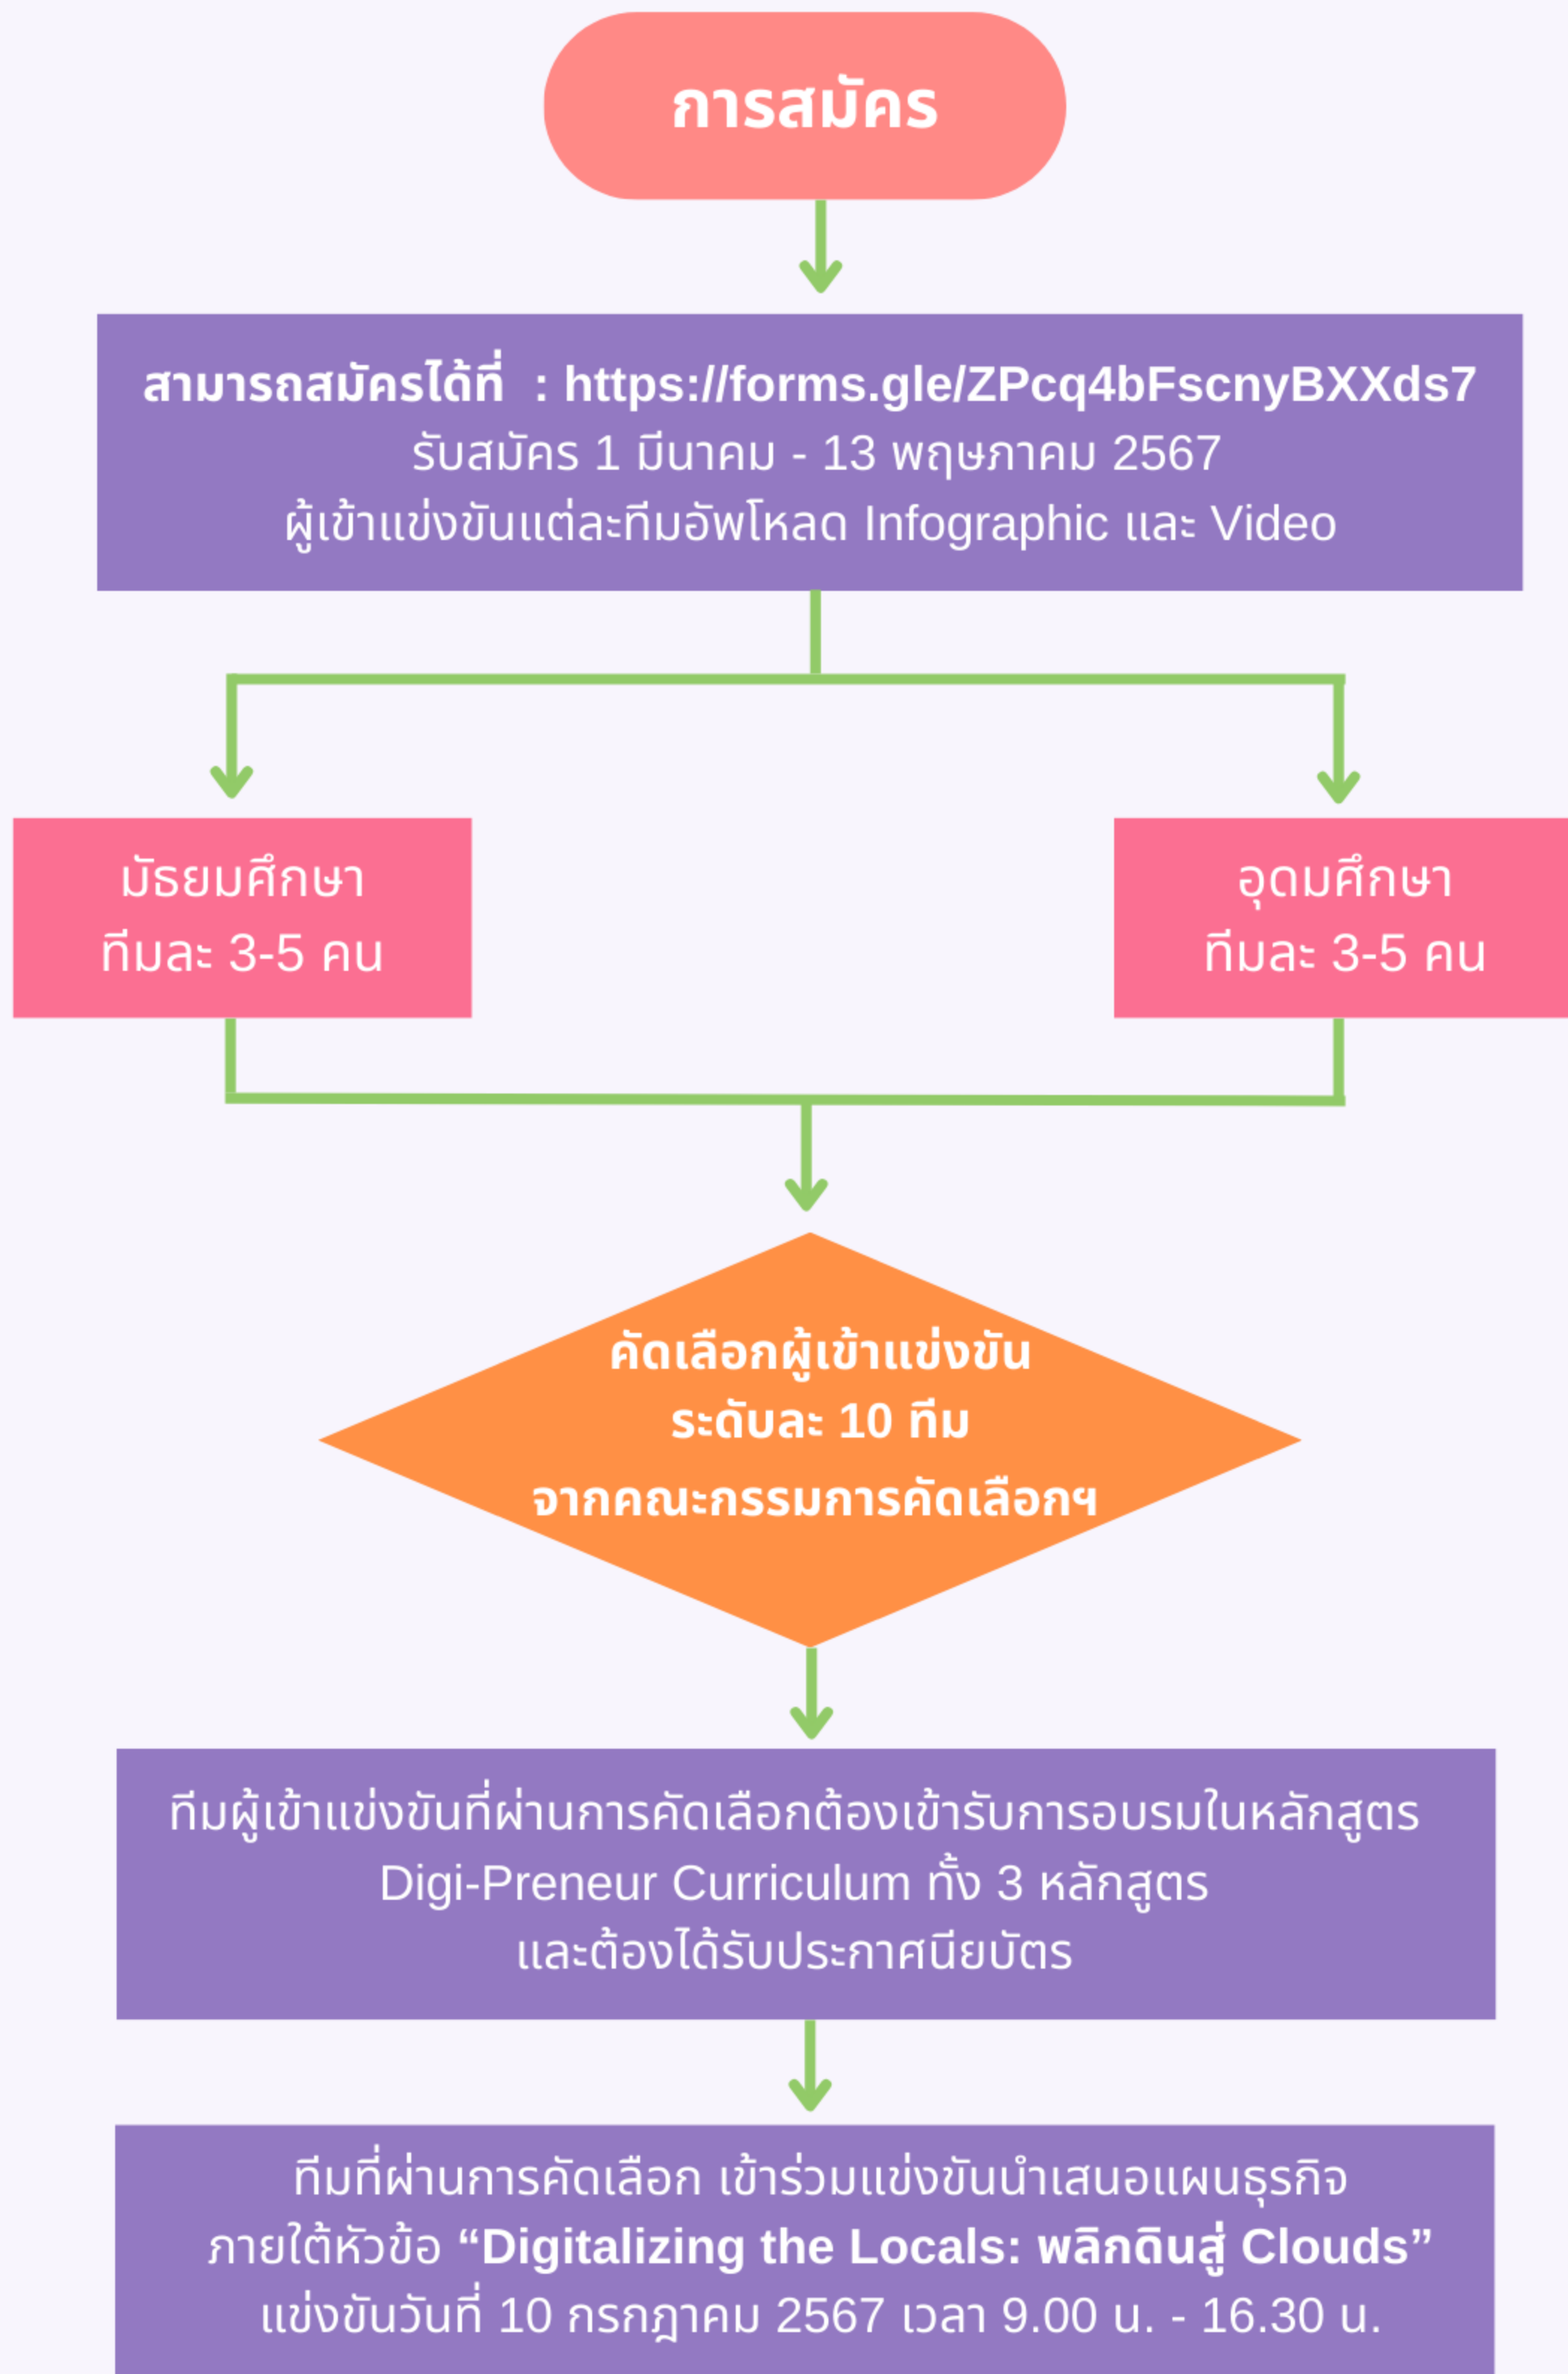 การสมัคร
สามารถสมัครได้ที่ : https://forms.gle/ZPcq4bFscnyBXXds7
รับสมัคร 1 มีนาคม - 13 พฤษภาคม 2567
ผู้เข้าแข่งขันแต่ละทีมอัพโหลด Infographic และ Video
มัธยมศึกษา
ทีมละ 3-5 คน
อุดมศึกษา
ทีมละ 3-5 คน
คัดเลือกผู้เข้าแข่งขัน
ระดับละ 10 ทีม
จากคณะกรรมการคัดเลือกฯ
ทีมผู้เข้าแข่งขันที่ผ่านการคัดเลือกต้องเข้ารับการอบรมในหลักสูตร
Digi-Preneur Curriculum ทั้ง 3 หลักสูตร
และต้องได้รับประกาศนียบัตร
ทีมที่ผ่านการคัดเลือก เข้าร่วมแข่งขันนำเสนอแผนธุรกิจ
ภายใต้หัวข้อ “Digitalizing the Locals: พลิกดินสู่ Clouds”
แข่งขันวันที่ 10 กรกฎาคม 2567 เวลา 9.00 น. - 16.30 น.